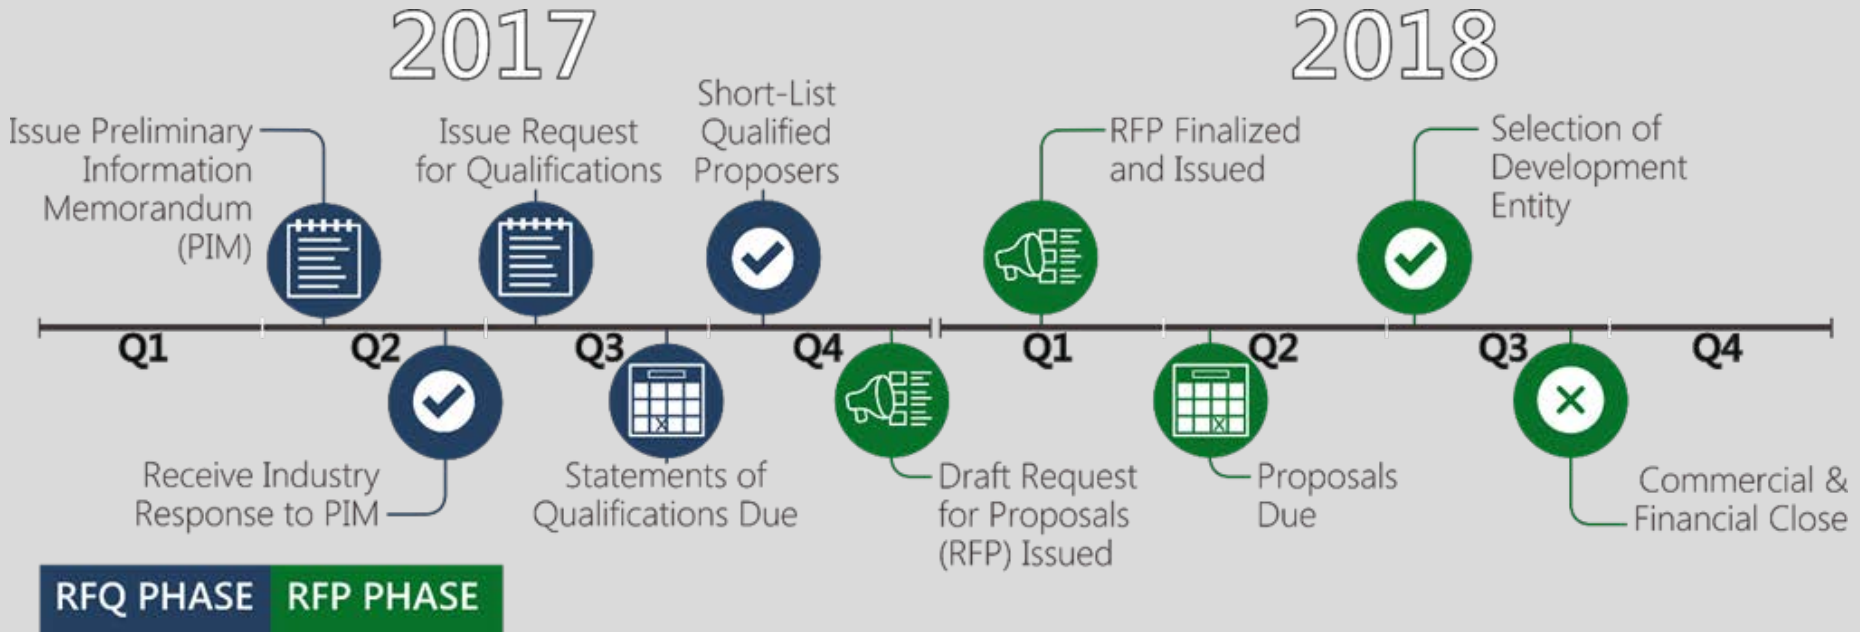 2017
2018
Issue Preliminary
Information
Memorandum
(PIM)
Issue Request
for Qualifications
Short-List
Qualified
Proposers
RFP Finalized
and Issued
Selection of
Development
Entity
Q1
Q2
Q3
Q4
Q1
Q2
Q3
Q4
Receive Industry
Response to PIM
Statements of
Qualifications Due
Draft Request
for Proposals
(RFP) Issued
Proposals
Due
Commercial &
Financial Close
RFQ PHASE
RFP PHASE